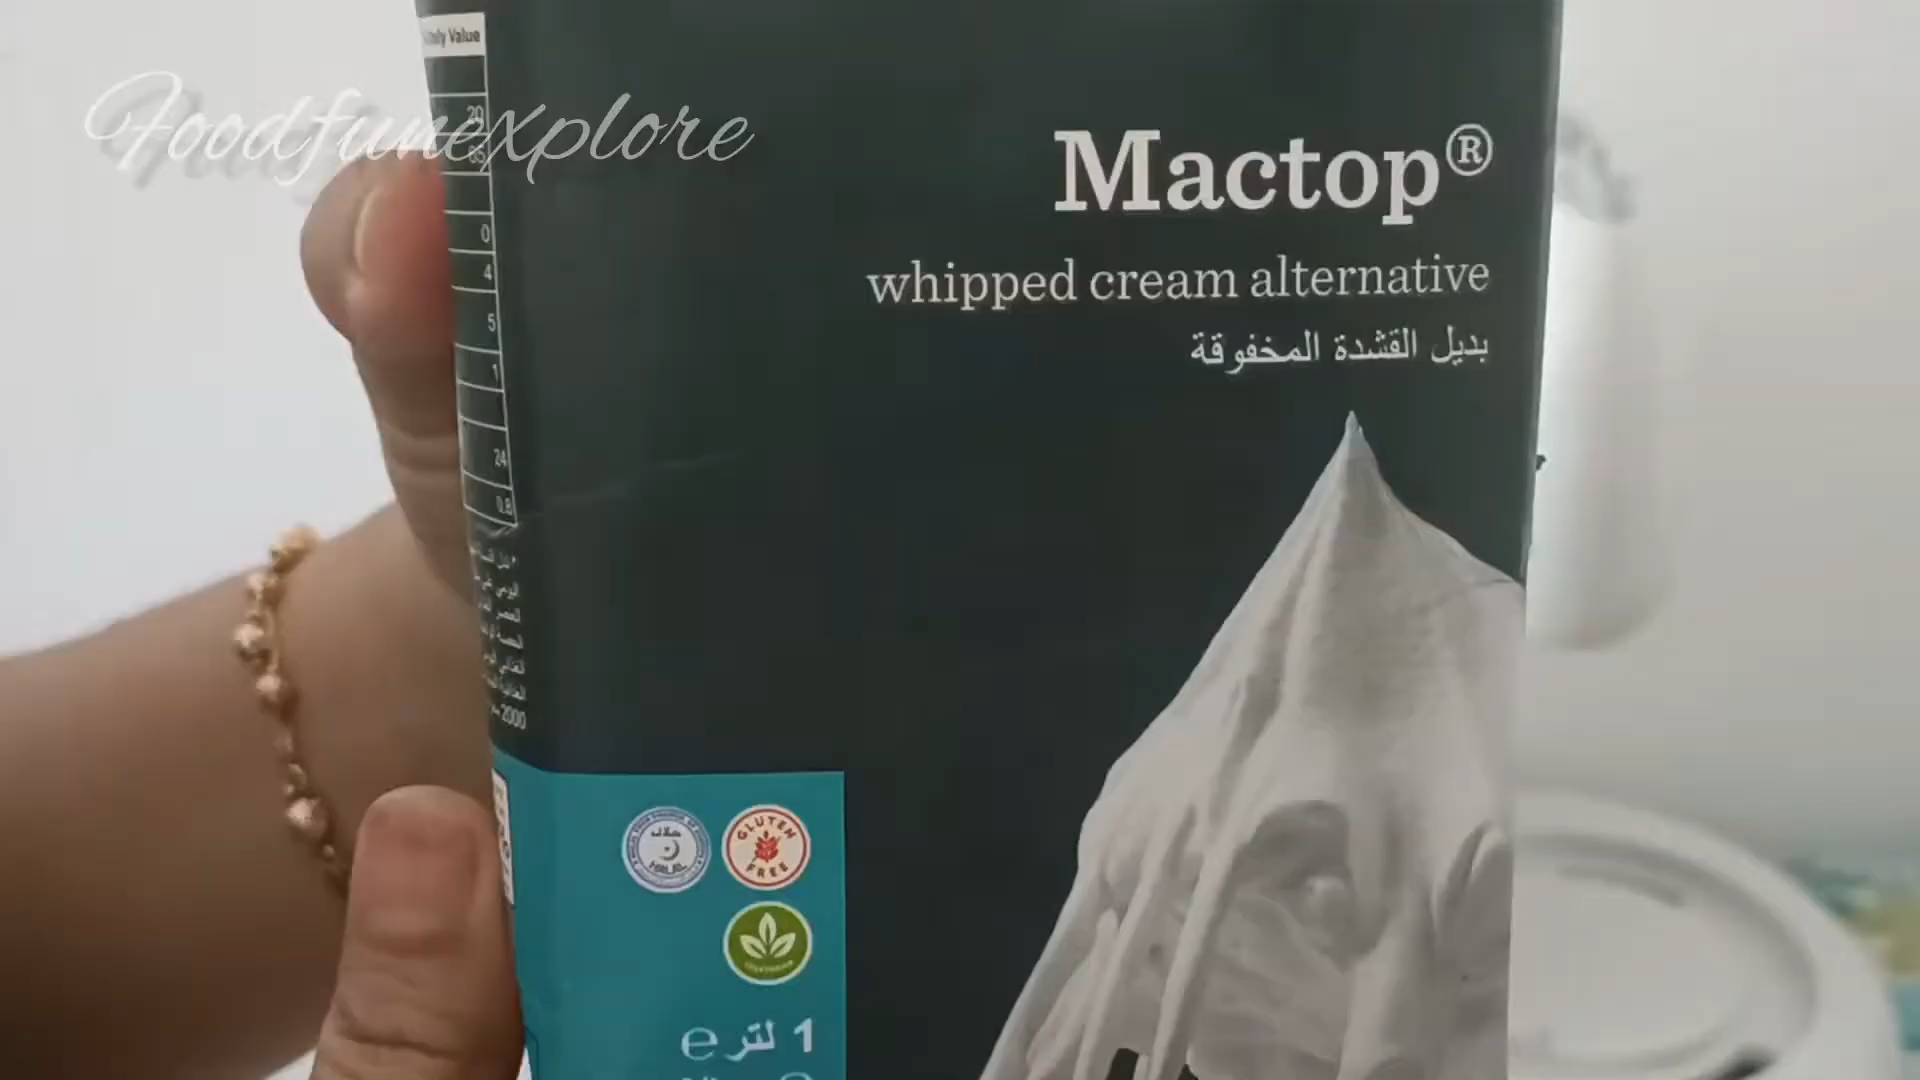 Foodfunexplore
Daily Value
20
85
0
4
5
1
24
0.8
2000
Mactop®
whipped cream alternative
بديل القشدة المخفوقة
حلال
HALAL
GLUTEN
FREE
1 لتر e